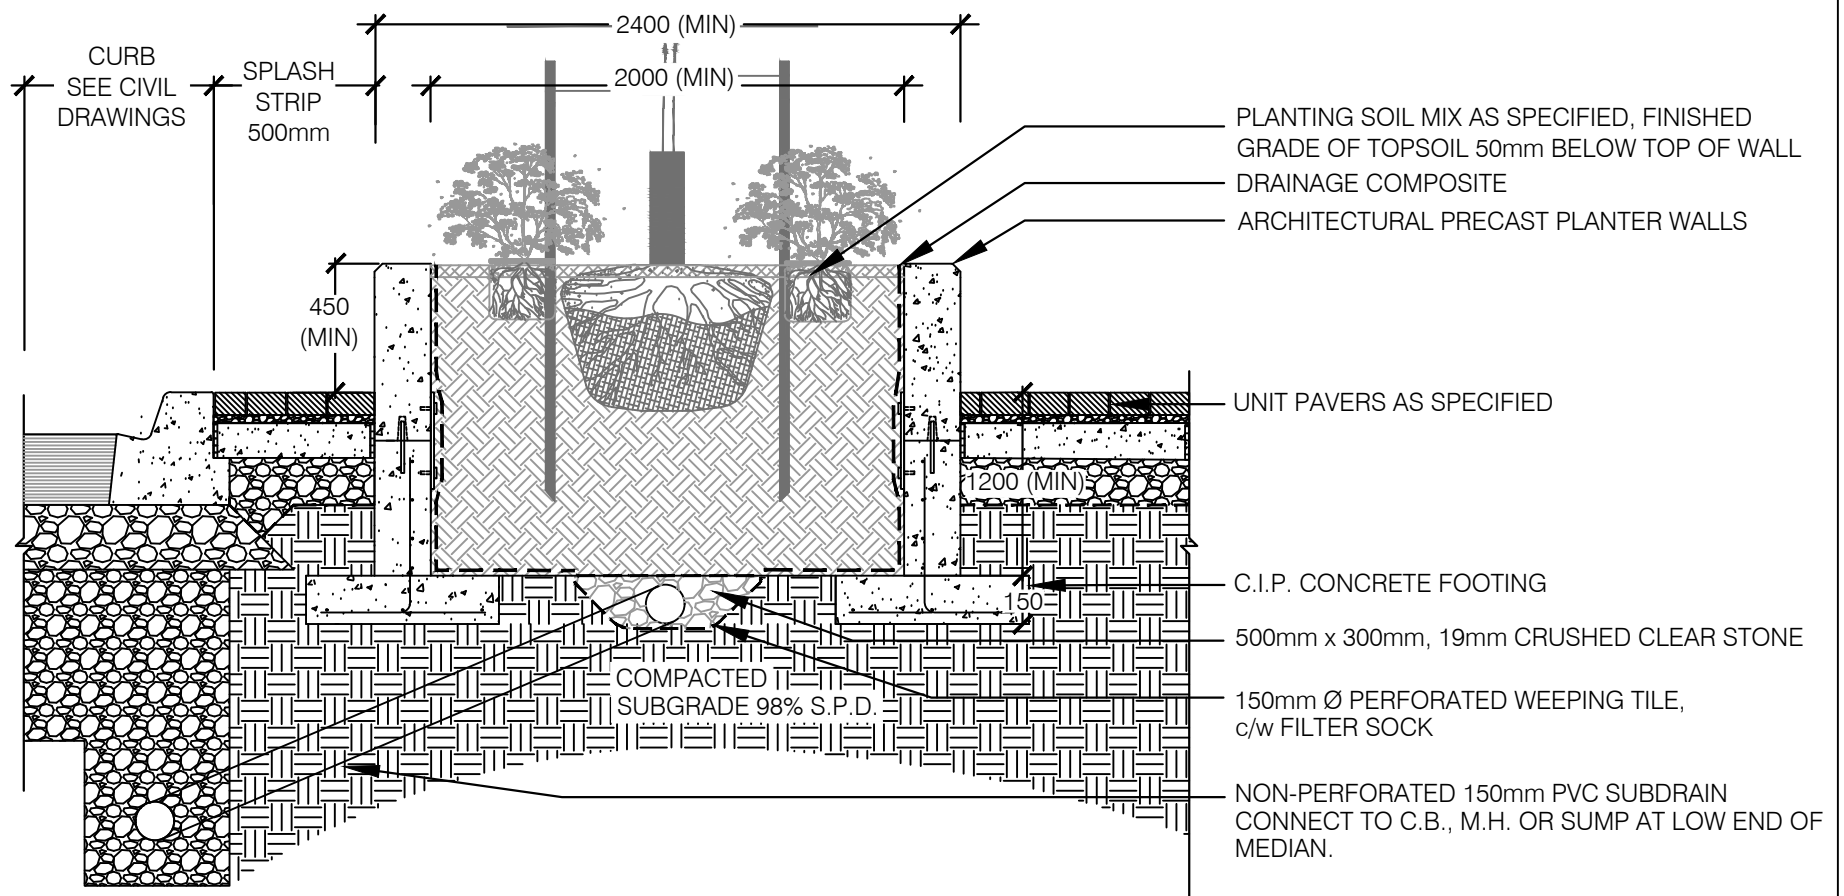 2400 (MIN)
CURB
SEE CIVIL
DRAWINGS
SPLASH
STRIP
500mm
2000 (MIN)
PLANTING SOIL MIX AS SPECIFIED, FINISHED
GRADE OF TOPSOIL 50mm BELOW TOP OF WALL
DRAINAGE COMPOSITE
ARCHITECTURAL PRECAST PLANTER WALLS
450
(MIN)
UNIT PAVERS AS SPECIFIED
1200 (MIN)
C.I.P. CONCRETE FOOTING
150
500mm x 300mm, 19mm CRUSHED CLEAR STONE
COMPACTED
SUBGRADE 98% S.P.D.
150mm Ø PERFORATED WEEPING TILE,
c/w FILTER SOCK
NON-PERFORATED 150mm PVC SUBDRAIN
CONNECT TO C.B., M.H. OR SUMP AT LOW END OF
MEDIAN.